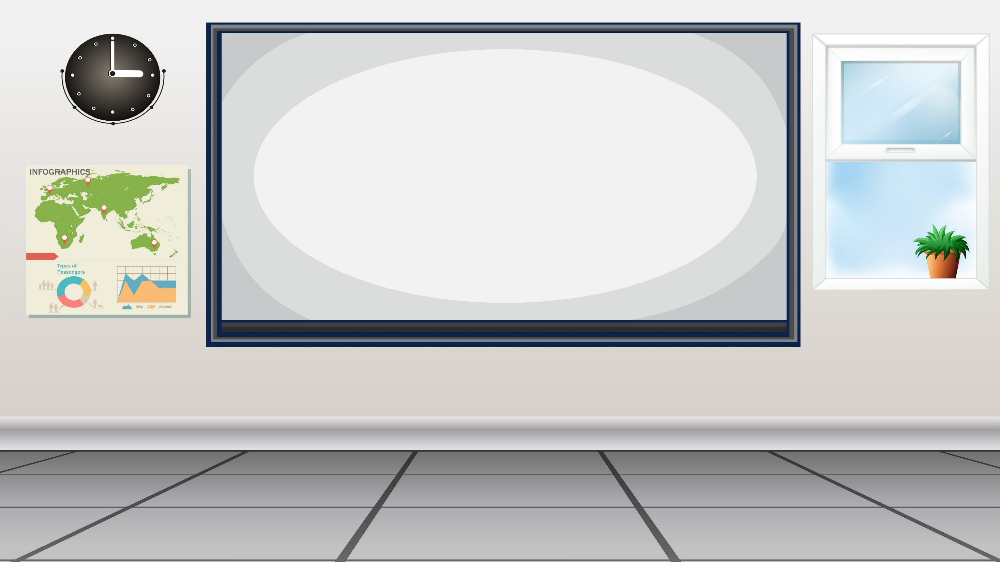 INFOGRAPHICS
Types of
Passengers
Ship Airplane